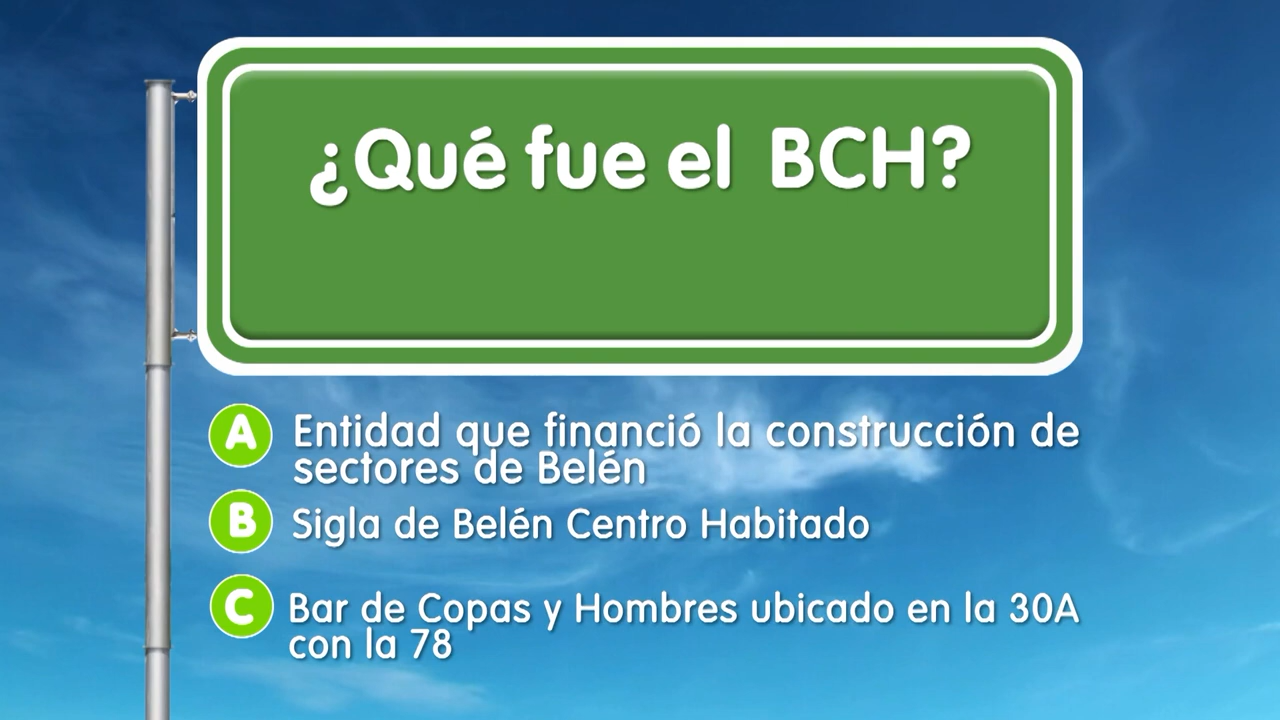 ¿Qué fue el BCH?
A Entidad que financió la construcción de
sectores de Belén
B Sigla de Belén Centro Habitado
C Bar de Copas y Hombres ubicado en la 30A
con la 78